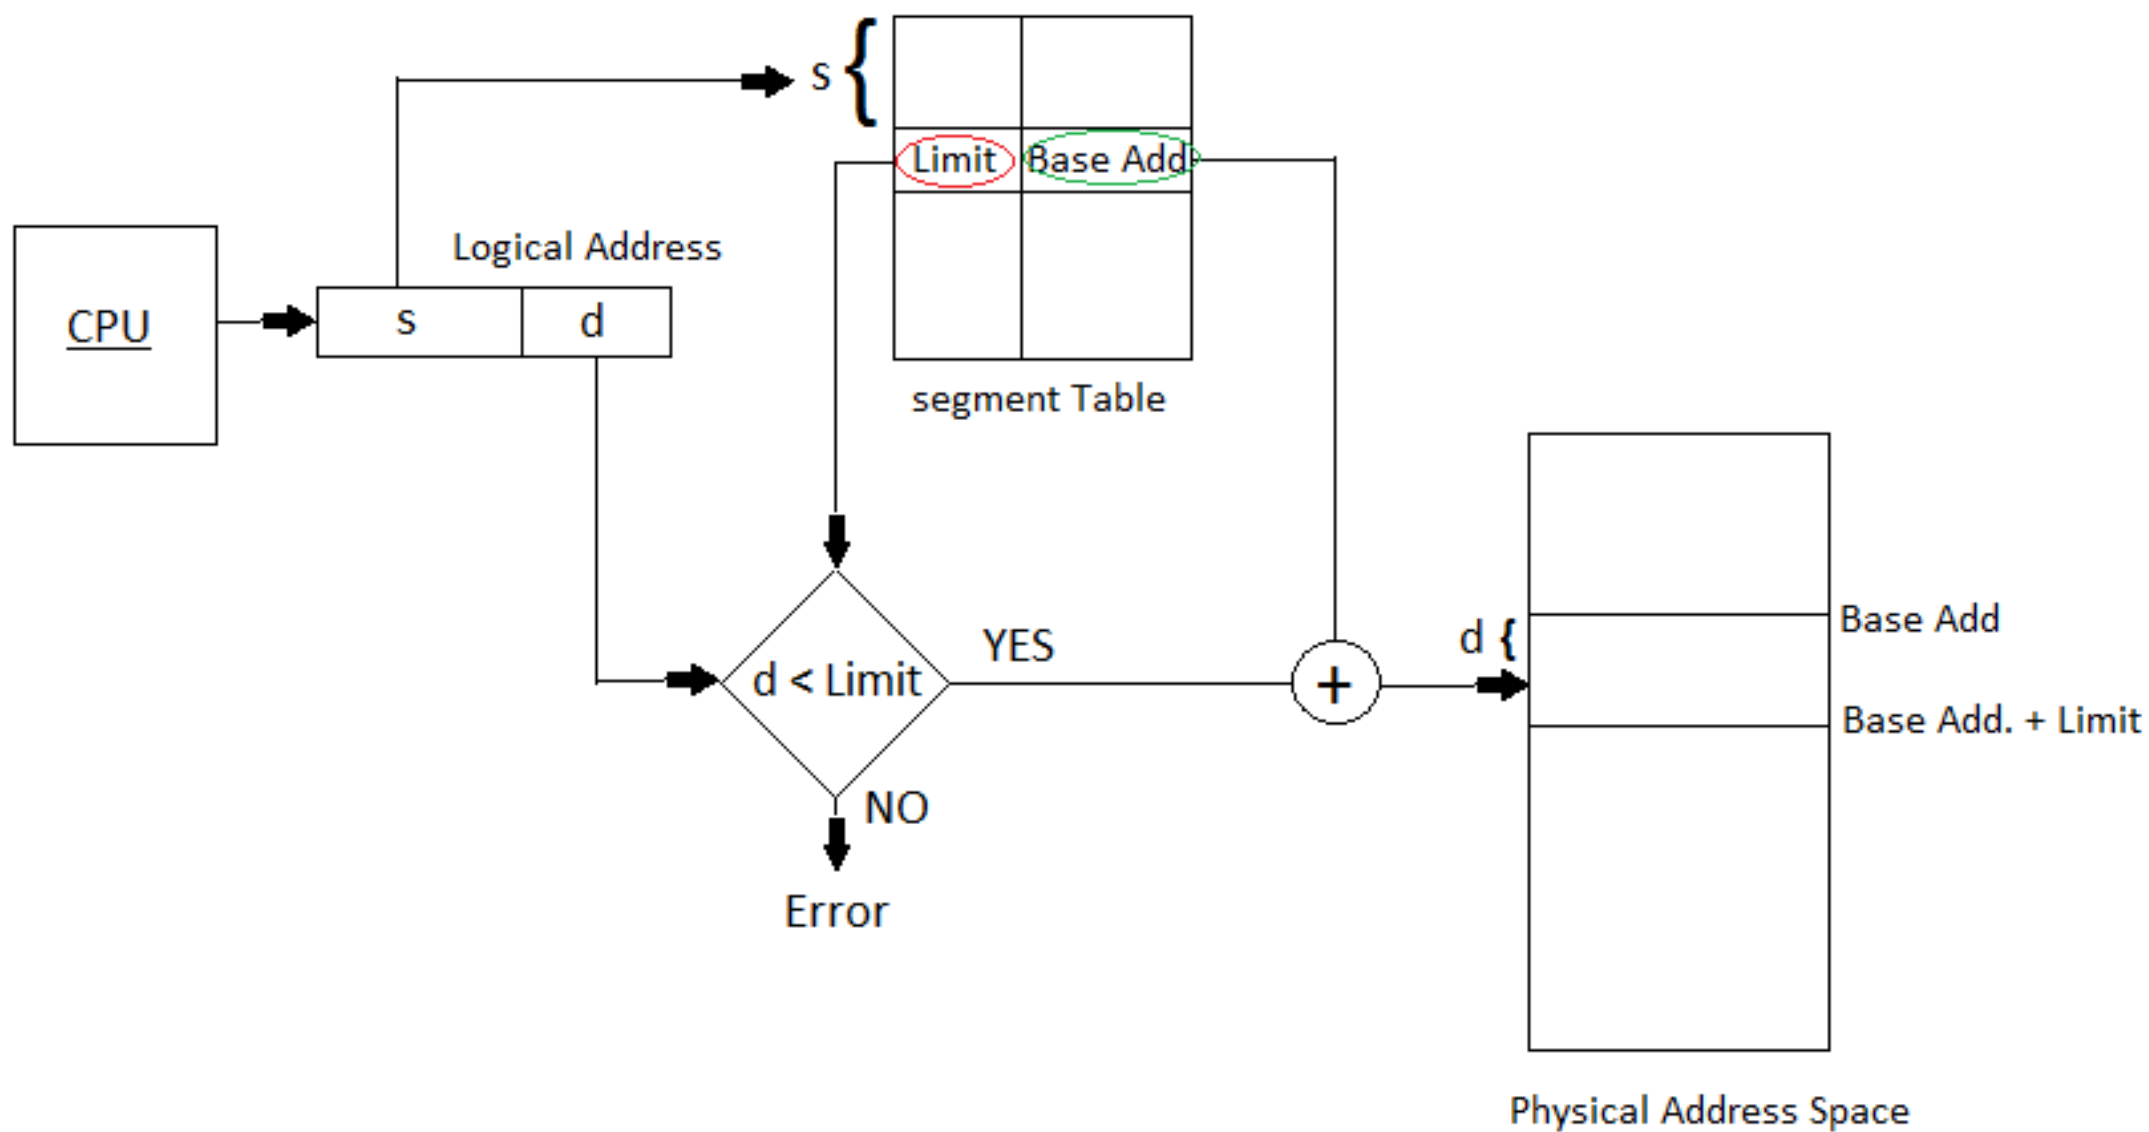 s {
Limit
Base Add
Logical Address
CPU
s
d
segment Table
d < Limit
YES
NO
Error
+
d {
Base Add
Base Add. + Limit
Physical Address Space